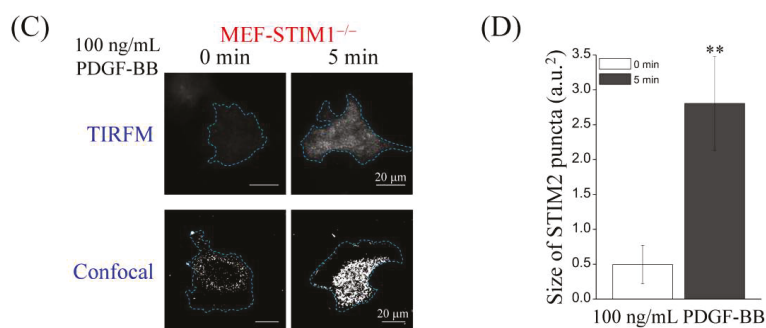 (C)
MEF-STIM1⁻/⁻
100 ng/mL
PDGF-BB
0 min
5 min
TIRFM
20 μm
Confocal
20 μm
(D)
**
0 min
5 min
Size of STIM2 puncta (a.u.²)
3.5
3.0
2.5
2.0
1.5
1.0
0.5
0.0
100 ng/mL PDGF-BB